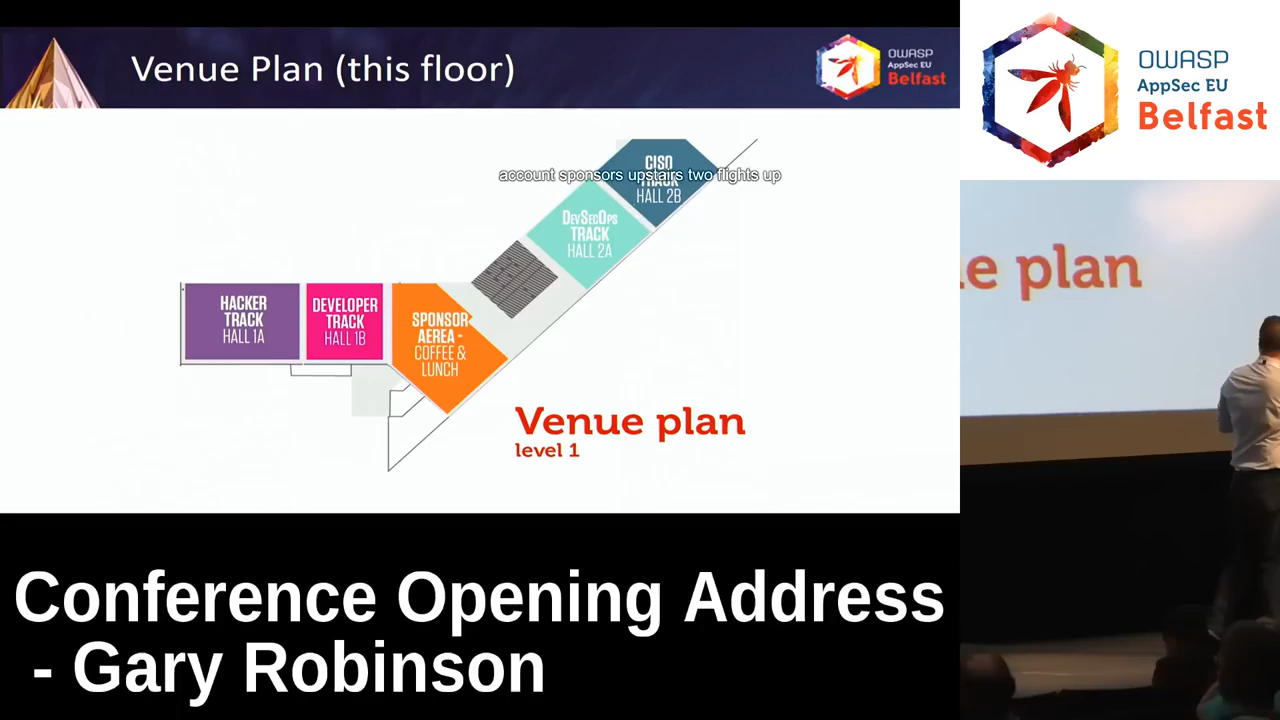 Venue Plan (this floor)
OWASP
AppSec EU
Belfast
OWASP
AppSec EU
Belfast
CISO
TRACK
HALL 2B
account sponsors upstairs two flights up
DEVSECOPS
TRACK
HALL 2A
HACKER
TRACK
HALL 1A
DEVELOPER
TRACK
HALL 1B
SPONSOR
AEREA -
COFFEE &
LUNCH
Venue plan
level 1
e plan
Conference Opening Address
- Gary Robinson